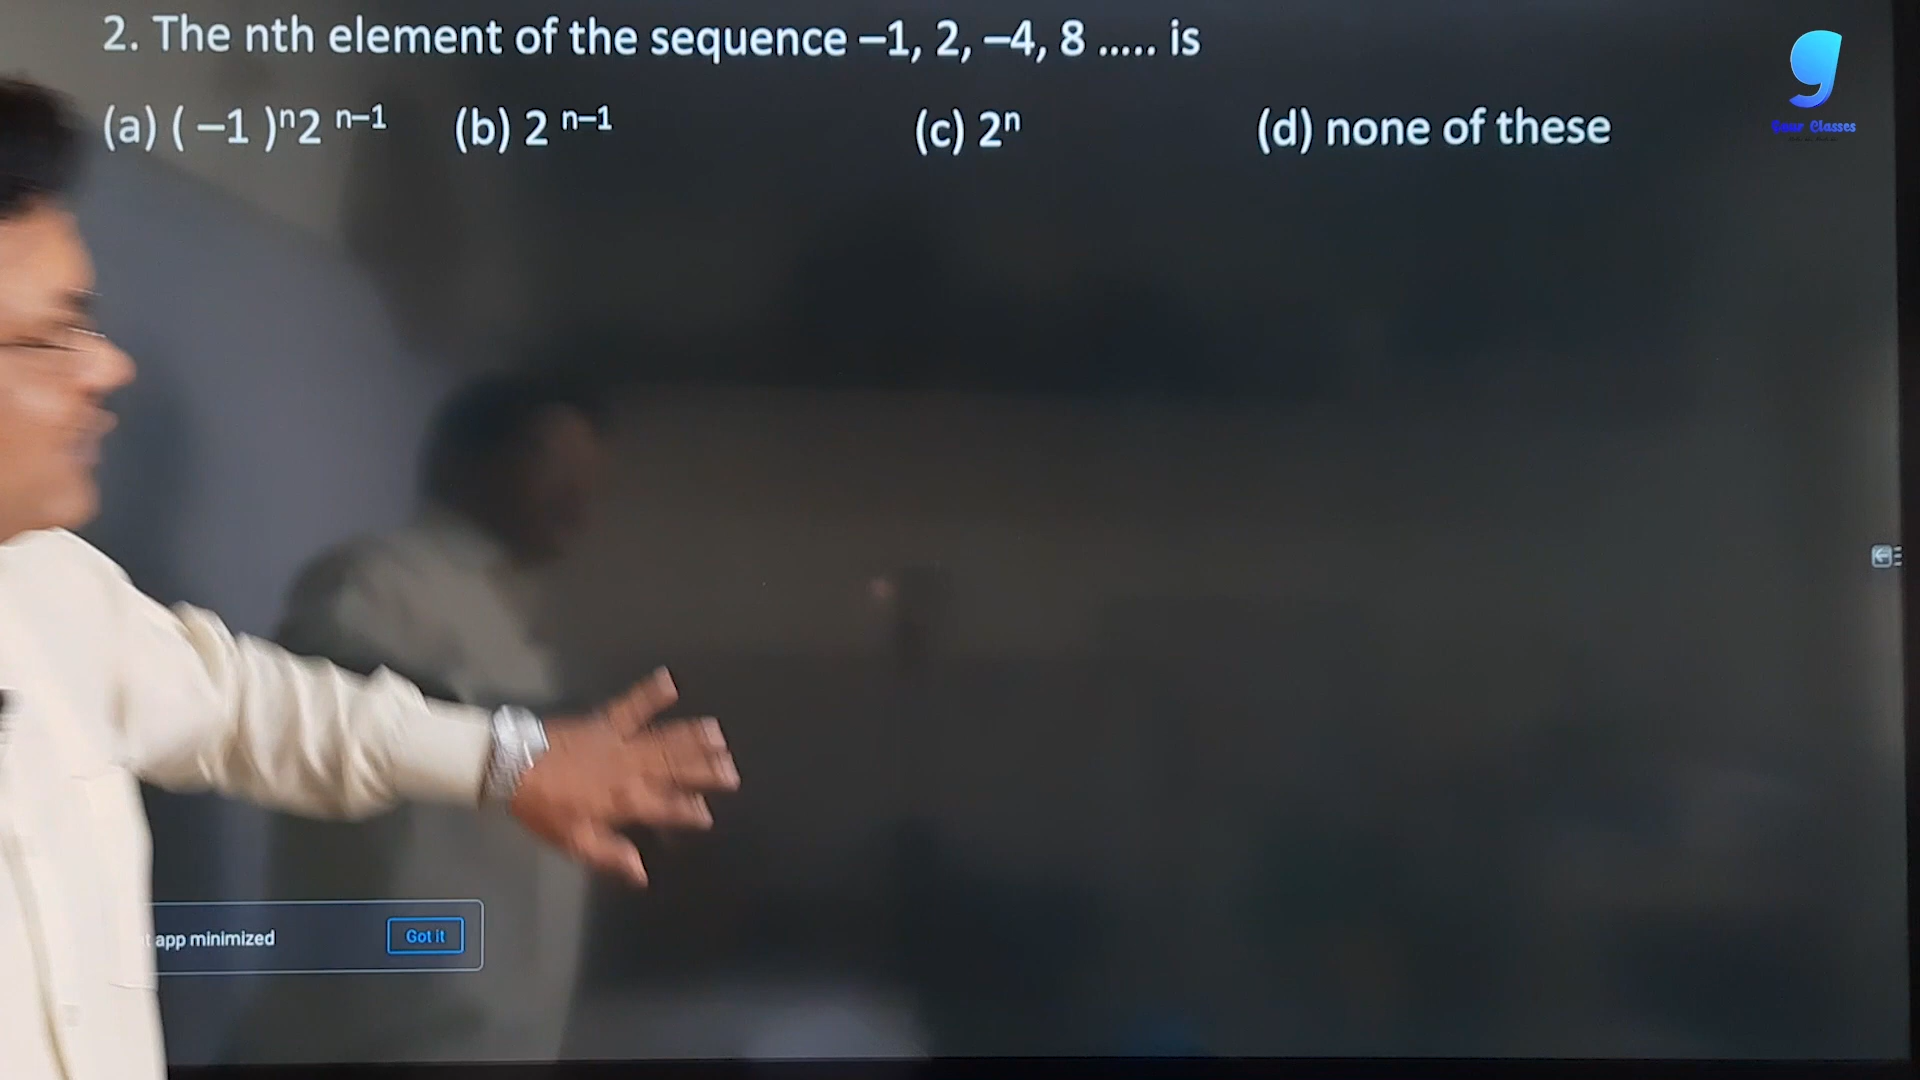 2. The nth element of the sequence –1, 2, –4, 8 ..... is
(a) ( –1 )ⁿ2 ⁿ⁻¹ (b) 2 ⁿ⁻¹ (c) 2ⁿ (d) none of these
g
Classes
app minimized
Got it